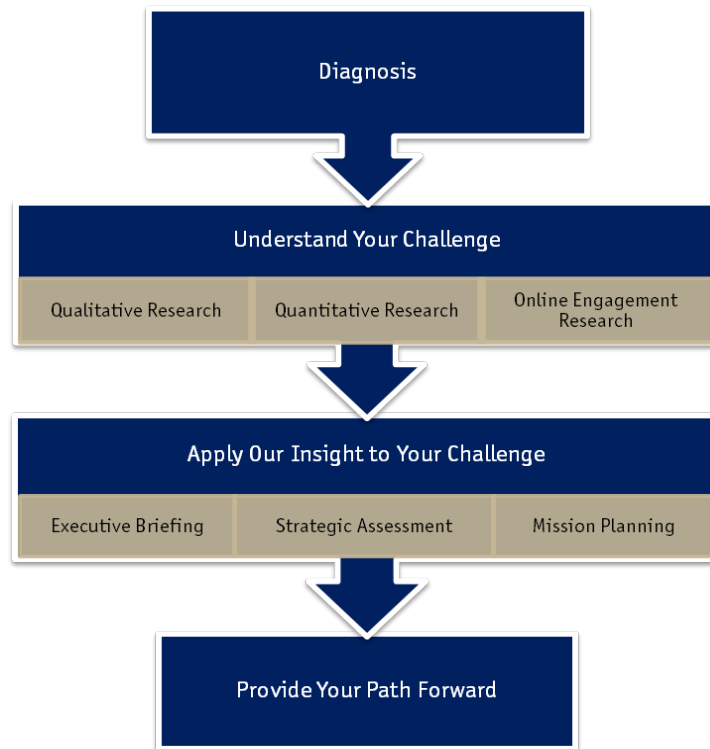 Diagnosis
Understand Your Challenge
Qualitative Research
Quantitative Research
Online Engagement
Research
Apply Our Insight to Your Challenge
Executive Briefing
Strategic Assessment
Mission Planning
Provide Your Path Forward